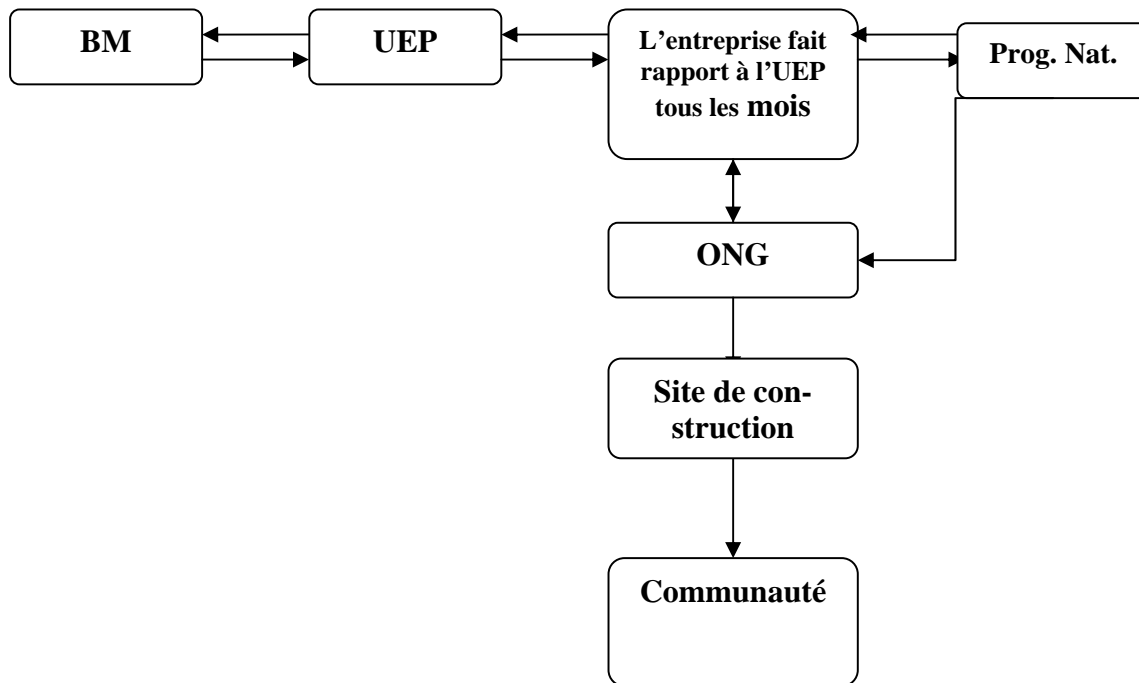 BM
UEP
L'entreprise fait
rapport à l'UEP
tous les mois
Prog. Nat.
ONG
Site de con-
struction
Communauté